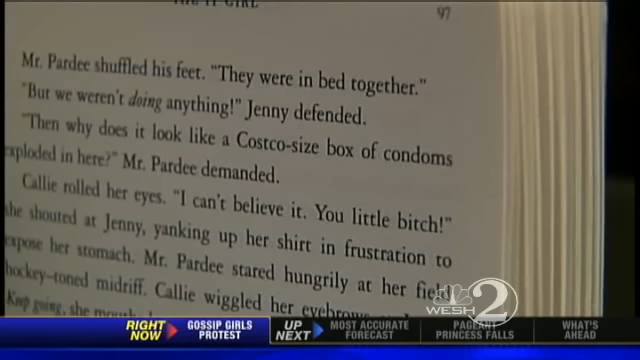 THE IT GIRL
97
Mr. Pardee shuffled his feet. "They were in bed together."
"But we weren't doing anything!" Jenny defended.
"Then why does it look like a Costco-size box of condoms
exploded in here?" Mr. Pardee demanded.
Callie rolled her eyes. "I can't believe it. You little bitch!"
she shouted at Jenny, yanking up her shirt in frustration to
expose her stomach. Mr. Pardee stared hungrily at her field
hockey–toned midriff. Callie wiggled her eyebrows
Keep going, she
WESH 2
RIGHT NOW
GOSSIP GIRLS PROTEST
UP NEXT
MOST ACCURATE FORECAST
PAGEANT PRINCESS FALLS
WHAT'S AHEAD